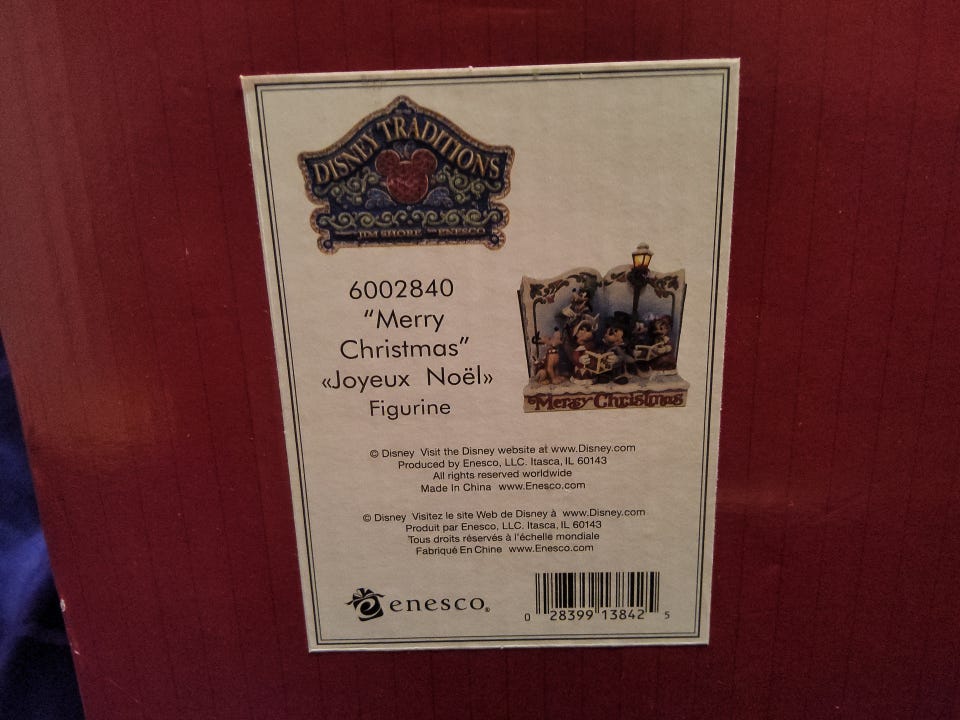 DISNEY TRADITIONS
JIM SHORE ENESCO
6002840
"Merry
Christmas"
«Joyeux Noël»
Figurine
Merry Christmas
© Disney Visit the Disney website at www.Disney.com
Produced by Enesco, LLC. Itasca, IL 60143
All rights reserved worldwide
Made In China www.Enesco.com
© Disney Visitez le site Web de Disney à www.Disney.com
Produit par Enesco, LLC. Itasca, IL 60143
Tous droits réservés à l'échelle mondiale
Fabriqué En Chine www.Enesco.com
enesco®
0 28399 13842 5